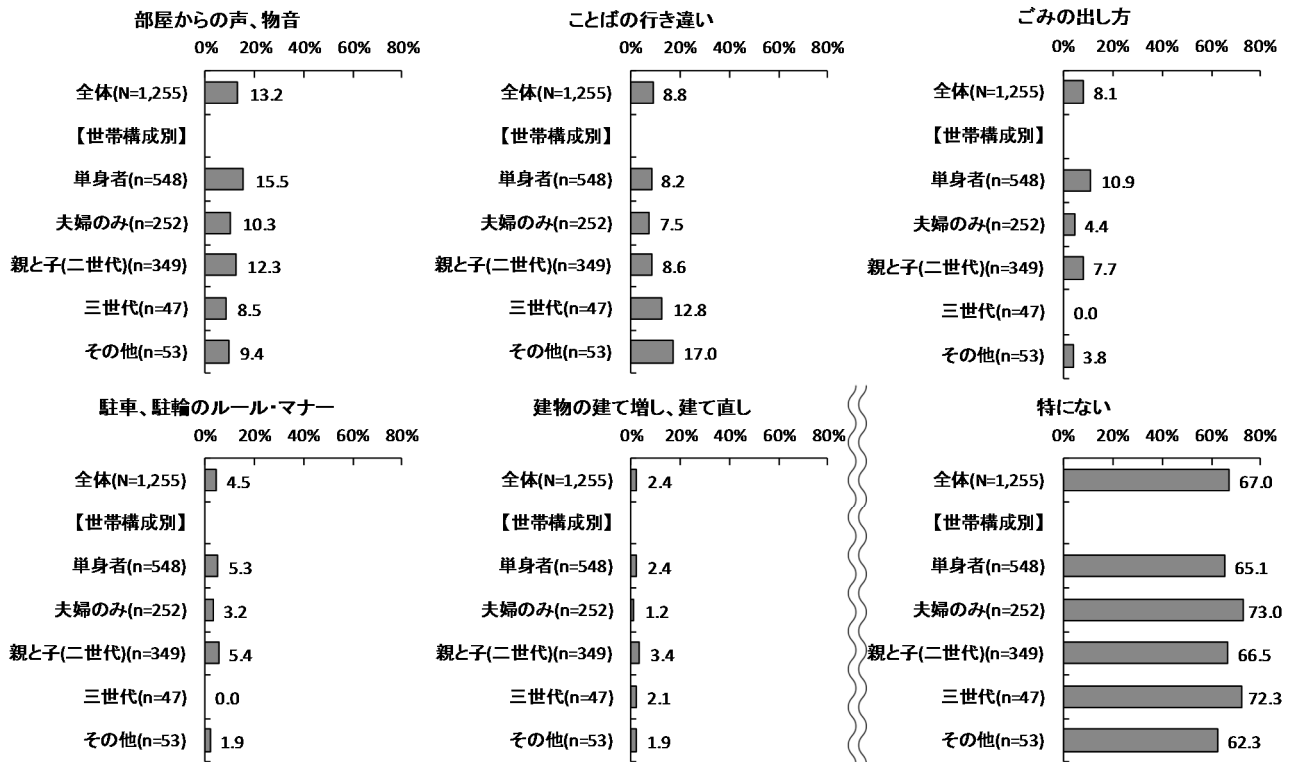 部屋からの声、物音
0% 20% 40% 60% 80%
全体(N=1,255) 13.2
【世帯構成別】
単身者(n=548) 15.5
夫婦のみ(n=252) 10.3
親と子(二世代)(n=349) 12.3
三世代(n=47) 8.5
その他(n=53) 9.4
ことばの行き違い
0% 20% 40% 60% 80%
全体(N=1,255) 8.8
【世帯構成別】
単身者(n=548) 8.2
夫婦のみ(n=252) 7.5
親と子(二世代)(n=349) 8.6
三世代(n=47) 12.8
その他(n=53) 17.0
ごみの出し方
0% 20% 40% 60% 80%
全体(N=1,255) 8.1
【世帯構成別】
単身者(n=548) 10.9
夫婦のみ(n=252) 4.4
親と子(二世代)(n=349) 7.7
三世代(n=47) 0.0
その他(n=53) 3.8
駐車、駐輪のルール・マナー
0% 20% 40% 60% 80%
全体(N=1,255) 4.5
【世帯構成別】
単身者(n=548) 5.3
夫婦のみ(n=252) 3.2
親と子(二世代)(n=349) 5.4
三世代(n=47) 0.0
その他(n=53) 1.9
建物の建て増し、建て直し
0% 20% 40% 60% 80%
全体(N=1,255) 2.4
【世帯構成別】
単身者(n=548) 2.4
夫婦のみ(n=252) 1.2
親と子(二世代)(n=349) 3.4
三世代(n=47) 2.1
その他(n=53) 1.9
特にない
0% 20% 40% 60% 80%
全体(N=1,255) 67.0
【世帯構成別】
単身者(n=548) 65.1
夫婦のみ(n=252) 73.0
親と子(二世代)(n=349) 66.5
三世代(n=47) 72.3
その他(n=53) 62.3